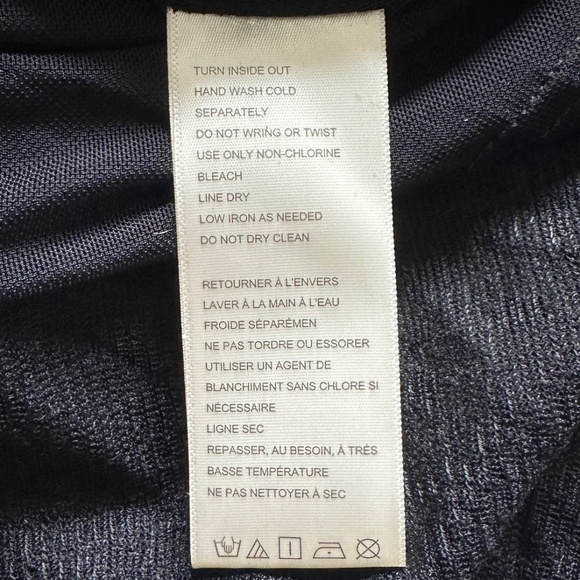 TURN INSIDE OUT
HAND WASH COLD
SEPARATELY
DO NOT WRING OR TWIST
USE ONLY NON-CHLORINE
BLEACH
LINE DRY
LOW IRON AS NEEDED
DO NOT DRY CLEAN
RETOURNER À L'ENVERS
LAVER À LA MAIN À L'EAU
FROIDE SÉPARÉMEN
NE PAS TORDRE OU ESSORER
UTILISER UN AGENT DE
BLANCHIMENT SANS CHLORE SI
NÉCESSAIRE
LIGNE SEC
REPASSER, AU BESOIN, À TRÉS
BASSE TEMPÉRATURE
NE PAS NETTOYER À SEC